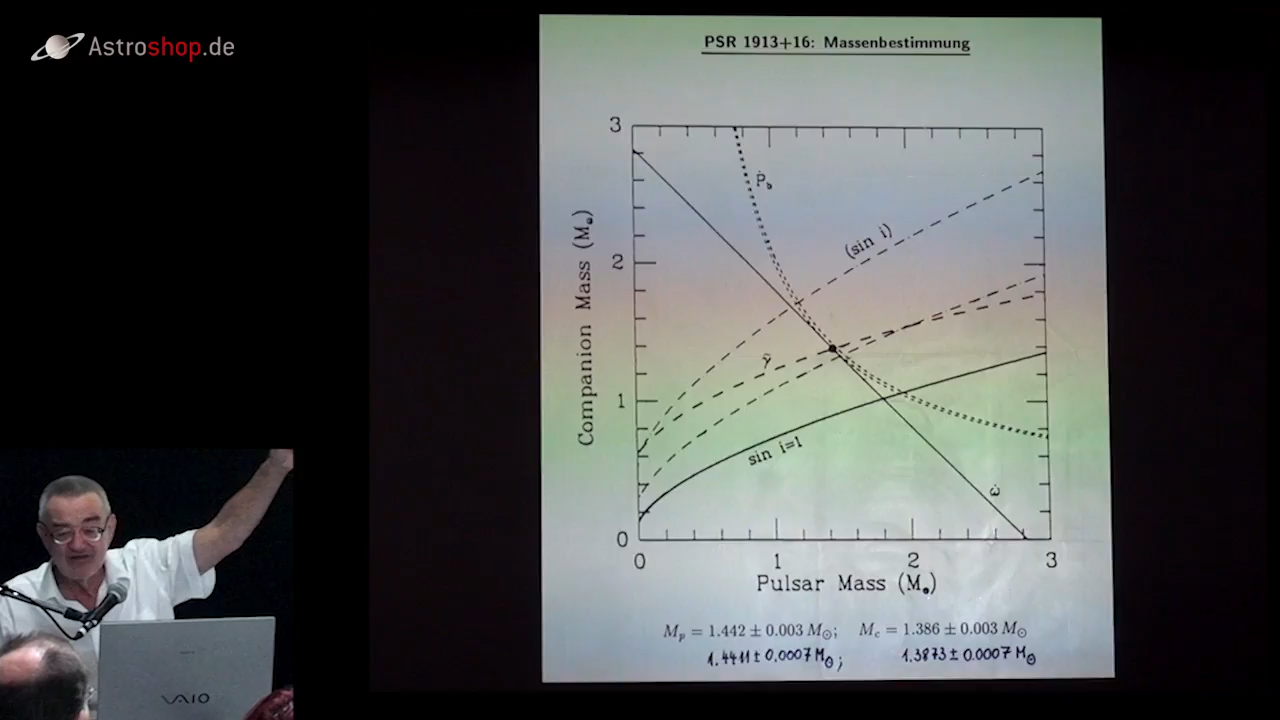 Astroshop.de
PSR 1913+16: Massenbestimmung
3
Ṗb
(sin i)
2
γ̃
1
sin i=1
ω̇
0
0 1 2 3
Companion Mass (M⊙)
Pulsar Mass (M⊙)
Mp = 1.442 ± 0.003 M⊙; Mc = 1.386 ± 0.003 M⊙
1.4411 ± 0.0007 M⊙; 1.3873 ± 0.0007 M⊙
VAIO